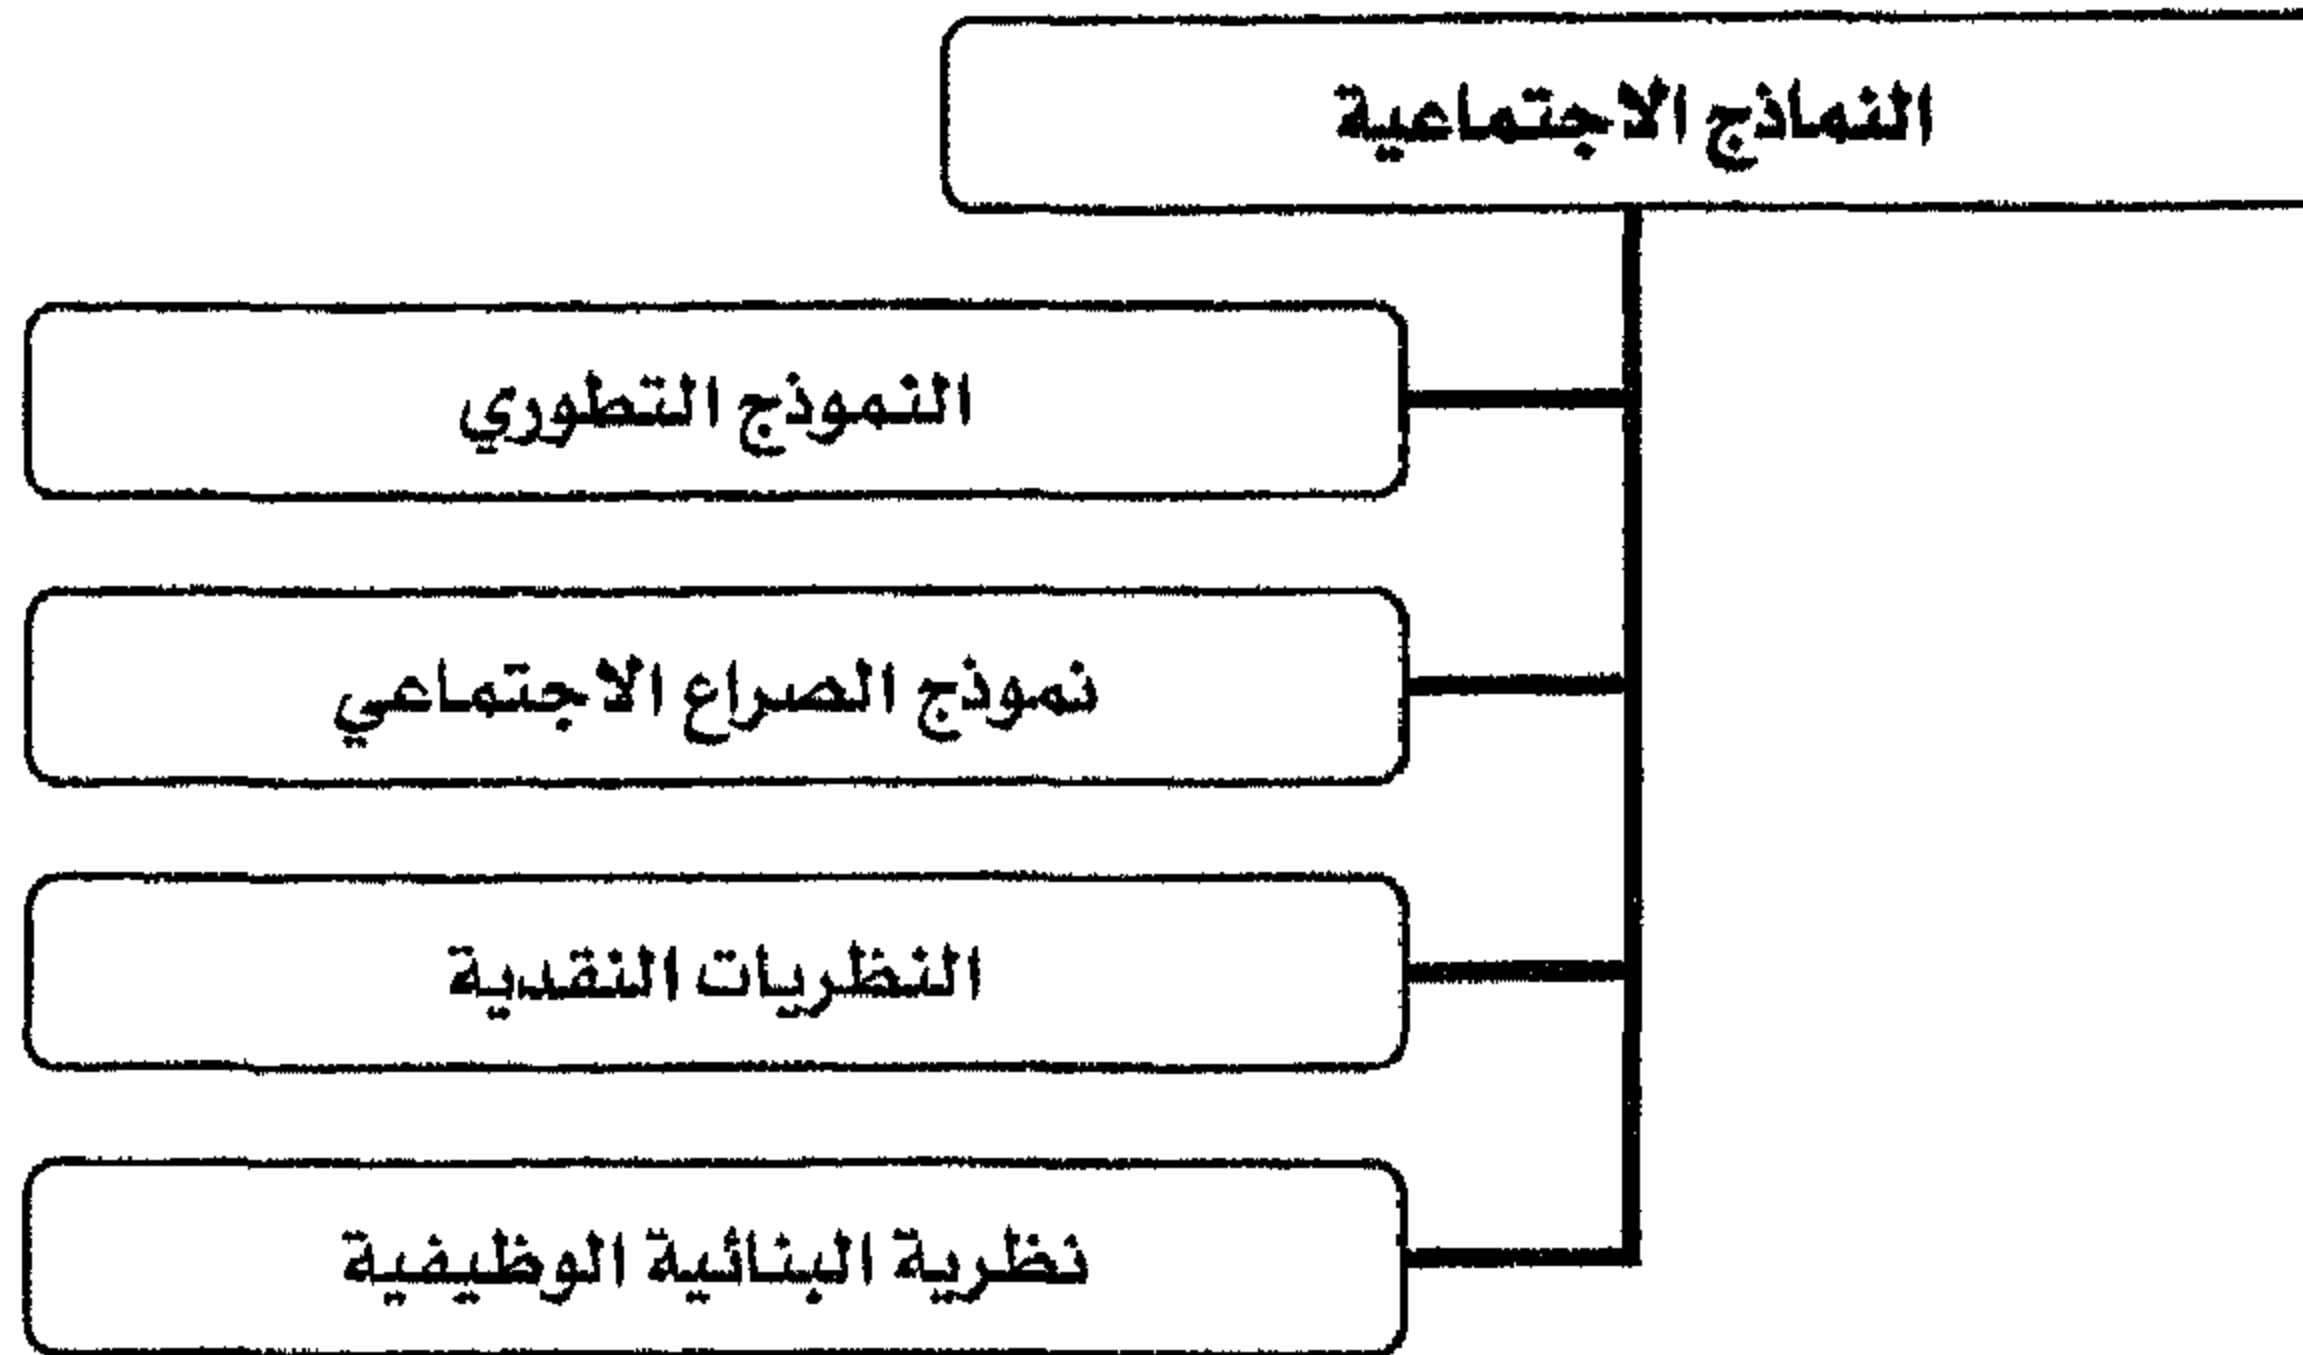 النماذج الاجتماعية
النموذج التطوري
نموذج الصراع الاجتماعي
النظريات النقدية
نظرية البنائية الوظيفية